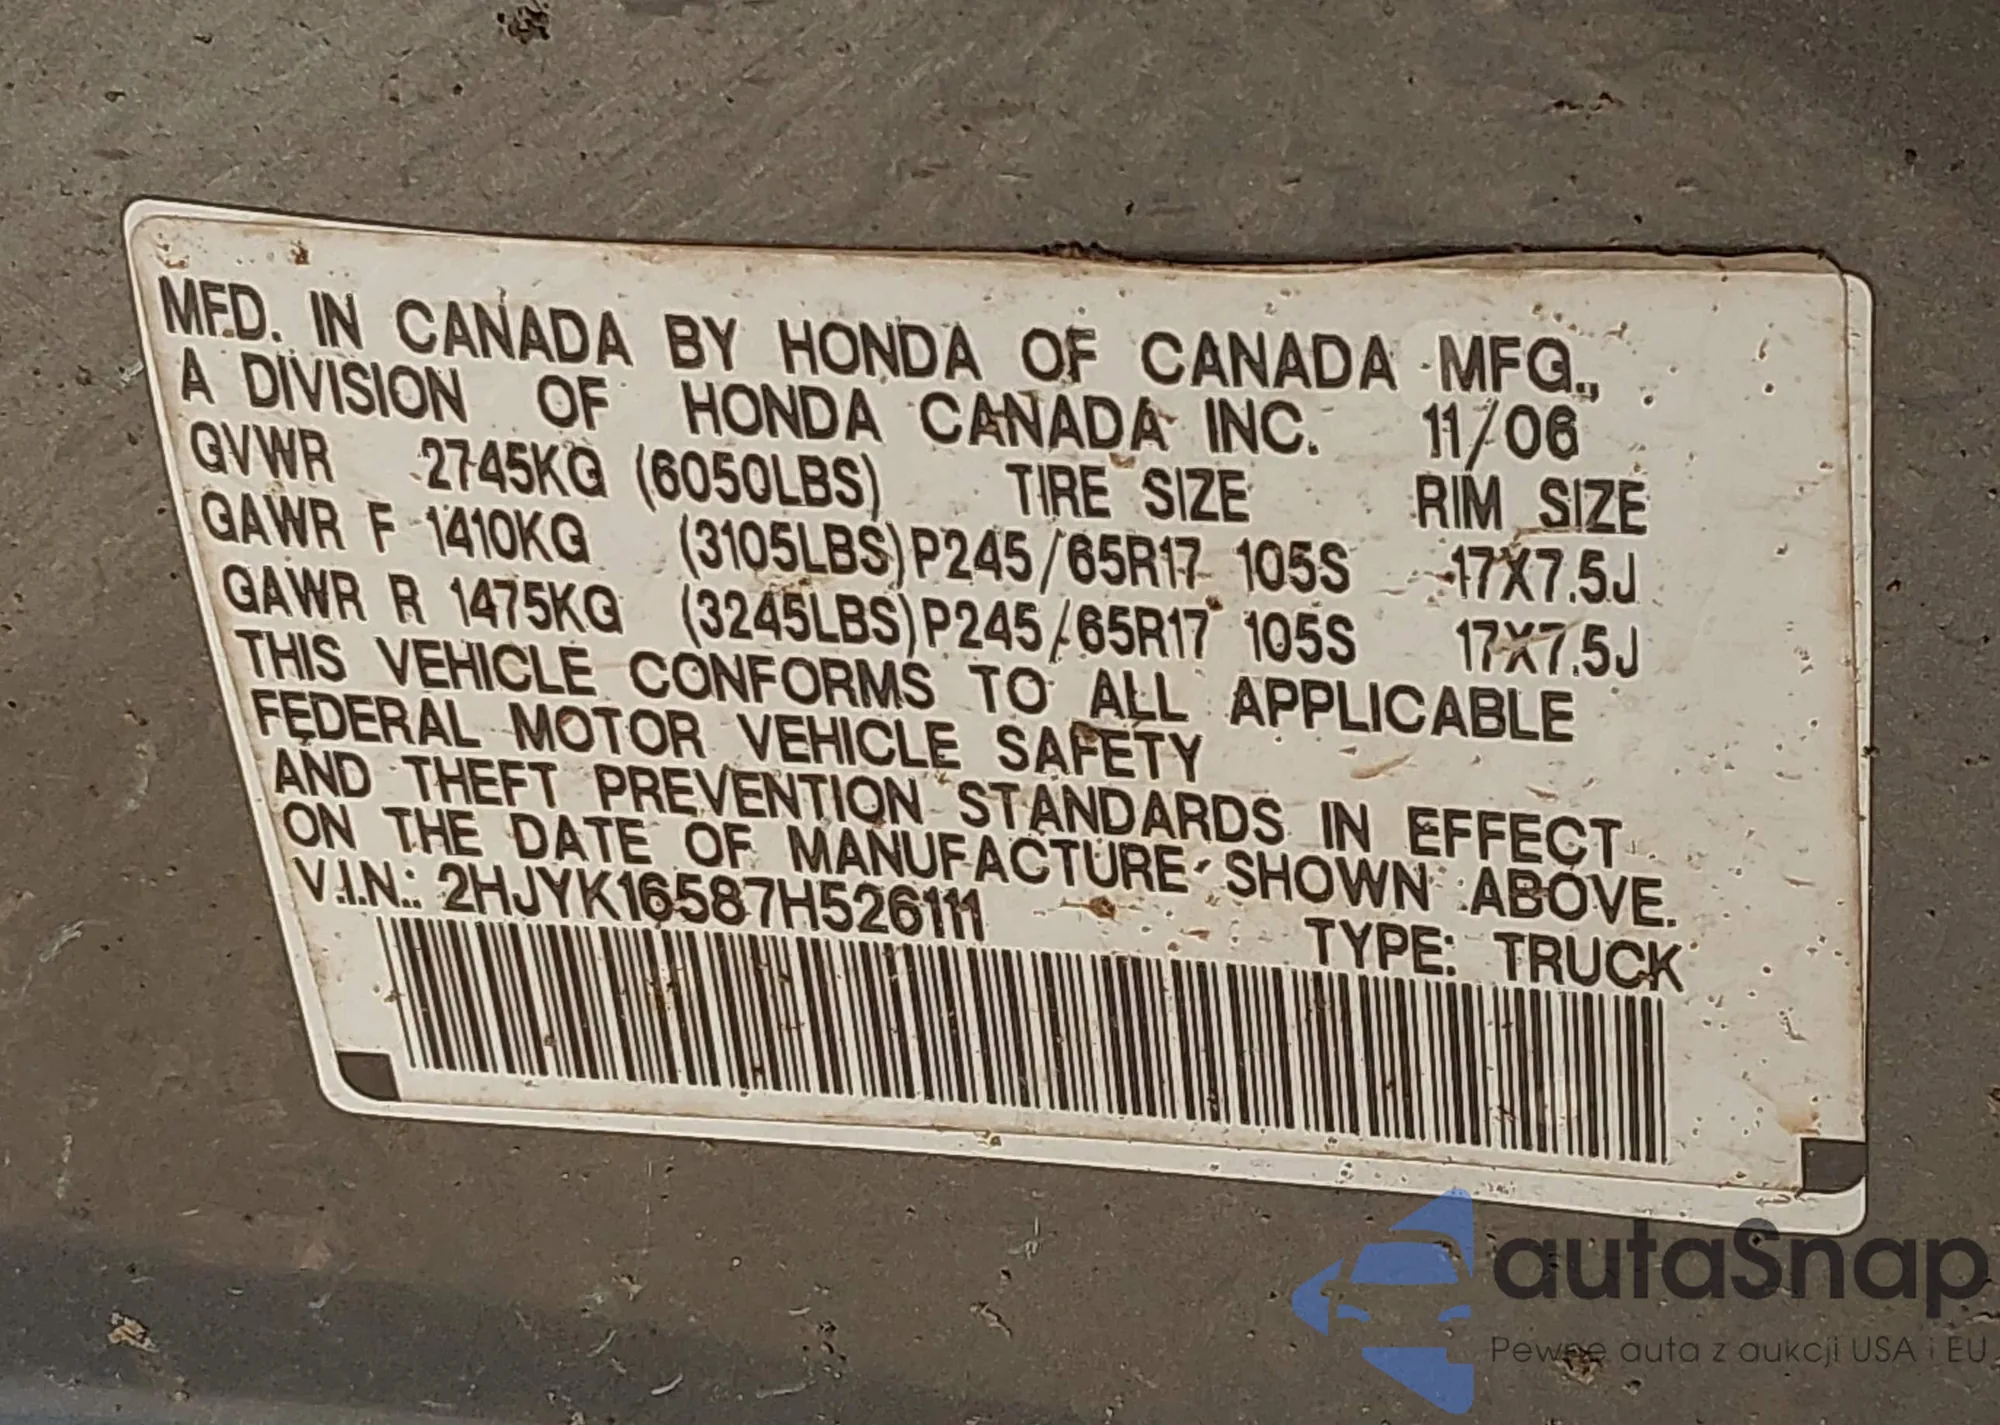 MFD. IN CANADA BY HONDA OF CANADA MFG.,
A DIVISION OF HONDA CANADA INC. 11/06
GVWR 2745KG (6050LBS) TIRE SIZE RIM SIZE
GAWR F 1410KG (3105LBS) P245/65R17 105S 17X7.5J
GAWR R 1475KG (3245LBS) P245/65R17 105S 17X7.5J
THIS VEHICLE CONFORMS TO ALL APPLICABLE
FEDERAL MOTOR VEHICLE SAFETY
AND THEFT PREVENTION STANDARDS IN EFFECT
ON THE DATE OF MANUFACTURE SHOWN ABOVE.
V.I.N.: 2HJYK16587H526111
TYPE: TRUCK
autaSnap
Pewne auta z aukcji USA i EU